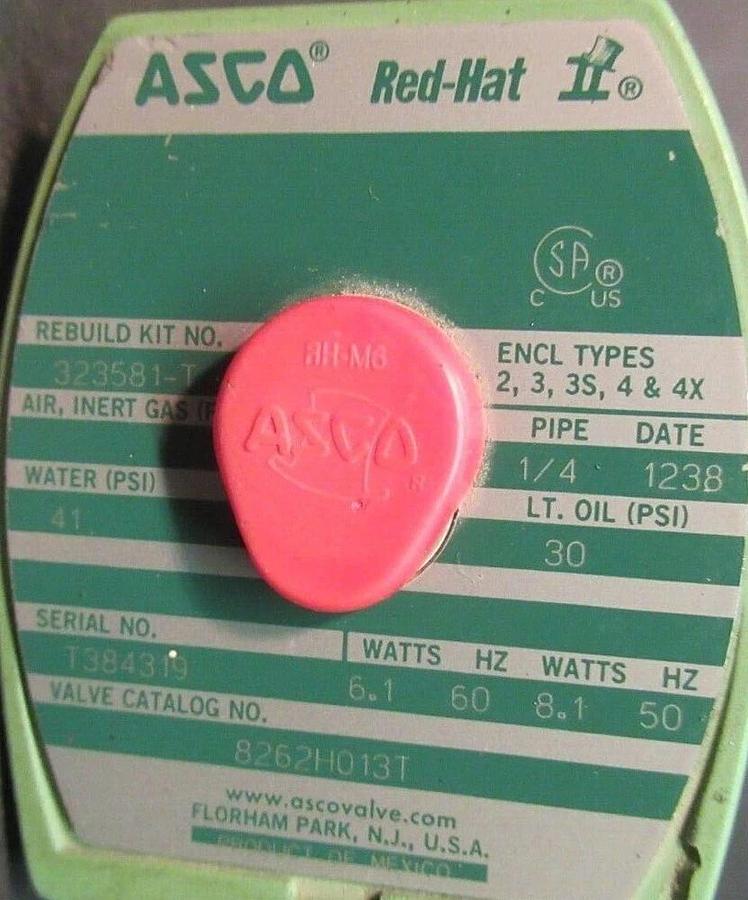 ASCO® Red-Hat II®
SA®
C US
REBUILD KIT NO.
323581-T
AIR, INERT GAS
RH-M6
ASCO
®
ENCL TYPES
2, 3, 3S, 4 & 4X
PIPE DATE
1/4 1238
WATER (PSI)
41
LT. OIL (PSI)
30
SERIAL NO.
T384319
WATTS HZ WATTS HZ
6.1 60 8.1 50
VALVE CATALOG NO.
8262H013T
www.ascovalve.com
FLORHAM PARK, N.J., U.S.A.
PRODUCT OF MEXICO